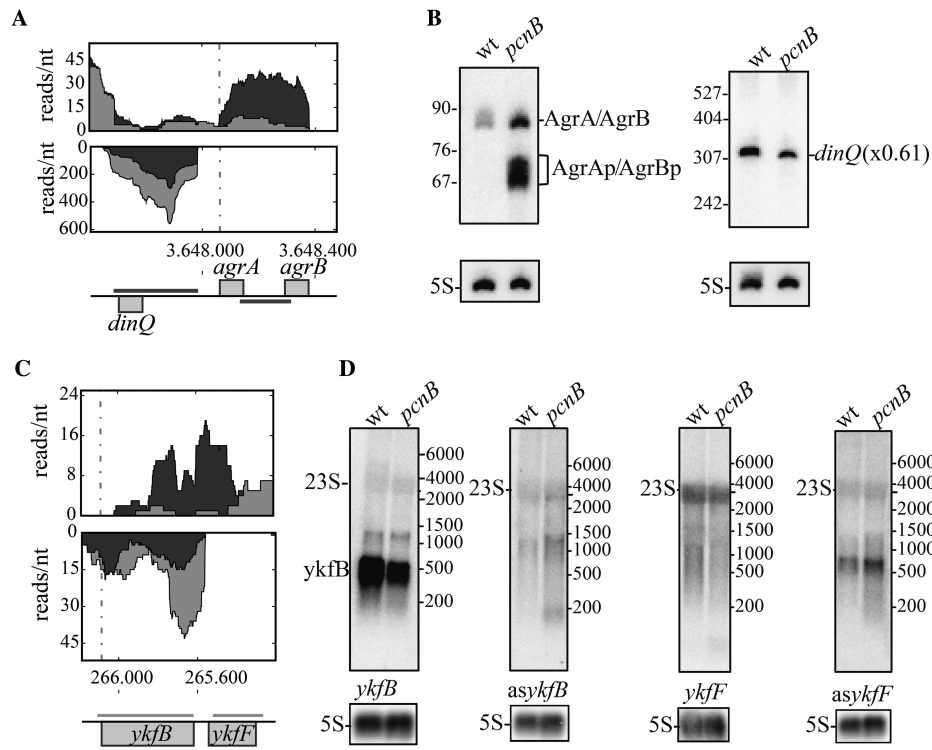 A
reads/nt
45
30
15
0
reads/nt
0
200
400
600
3.648.000
3.648.400
agrA
agrB
dinQ
B
wt
pcnB
90-
76
67-
AgrA/AgrB
AgrAp/AgrBp
5S-
wt
pcnB
527-
404-
307-
242-
dinQ(x0.61)
5S-
C
reads/nt
24
16
8
0
reads/nt
0
15
30
45
266.000
265.600
ykfB
ykfF
D
wt
pcnB
23S-
ykfB
6000
4000
2000
1500
1000
500
200
ykfB
5S-
wt
pcnB
23S-
6000
4000
2000
1500
1000
500
200
asykfB
5S-
wt
pcnB
23S-
6000
4000
2000
1500
1000
500
200
ykfF
5S-
wt
pcnB
23S-
6000
4000
2000
1500
1000
500
200
asykfF
5S-